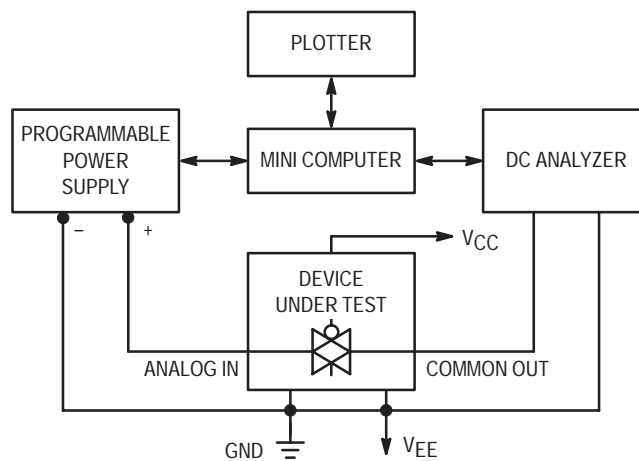 PLOTTER
PROGRAMMABLE
POWER
SUPPLY
MINI COMPUTER
DC ANALYZER
– +
VCC
DEVICE
UNDER TEST
ANALOG IN
COMMON OUT
GND
VEE